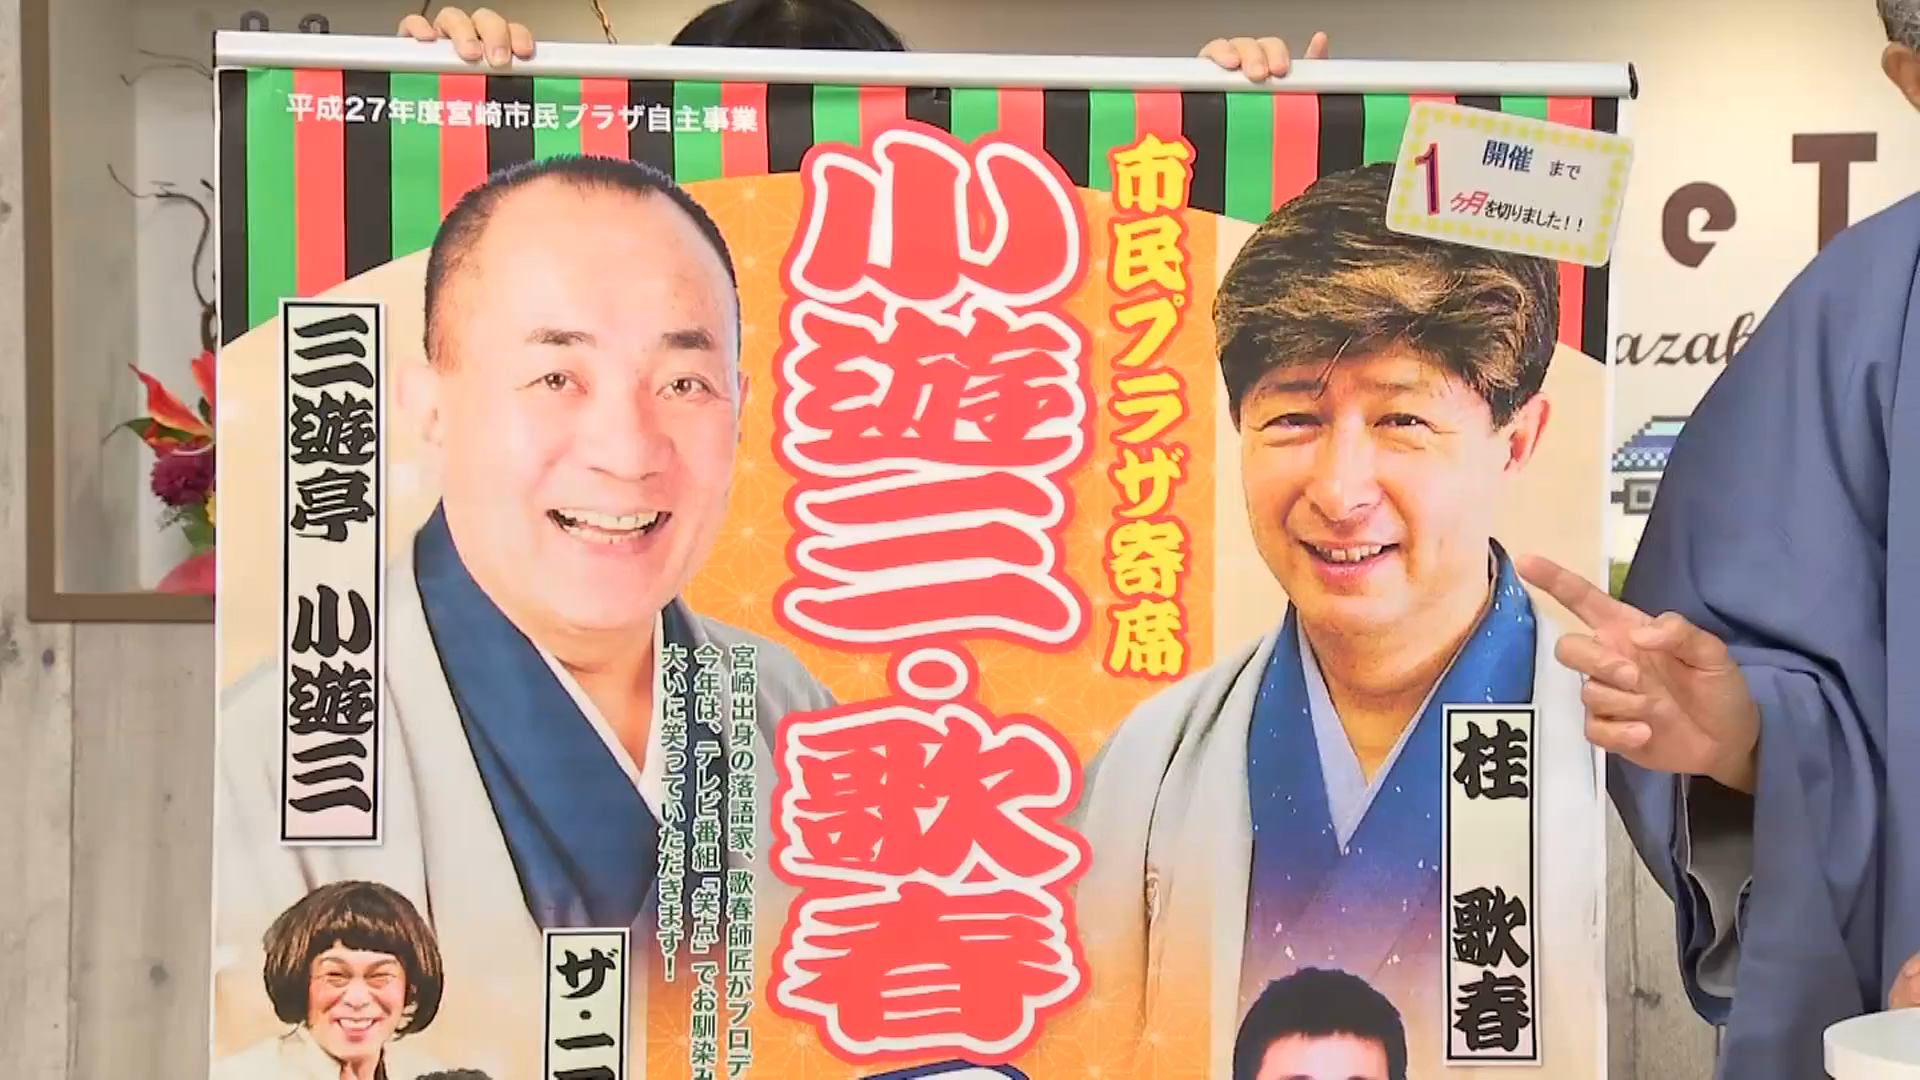 平成27年度宮崎市民プラザ自主事業
開催 まで
1ヶ月を切りました!!
市民プラザ寄席
小遊三・歌春
三遊亭 小遊三
桂 歌春
宮崎出身の落語家、歌春師匠がプロデ
今年は、テレビ番組「笑点」でお馴染み
大いに笑っていただきます!
ザ・ニ
e T
azab